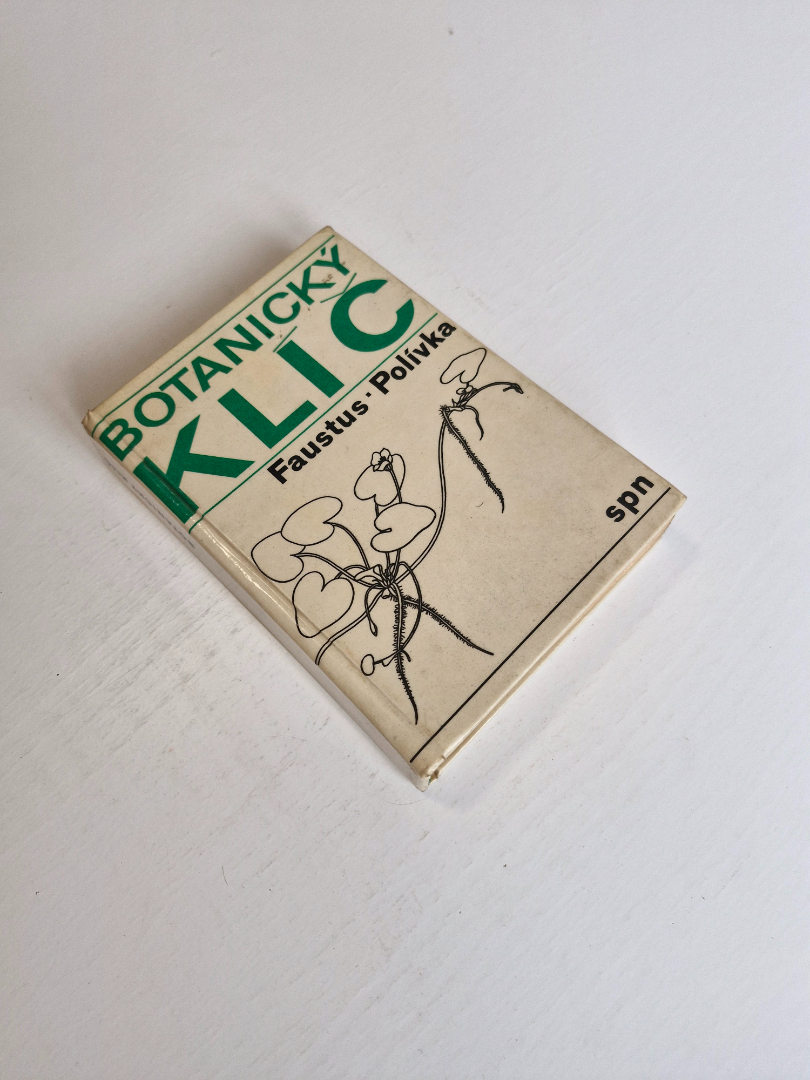 BOTANICKÝ
KLÍČ
Faustus · Polívka
spn